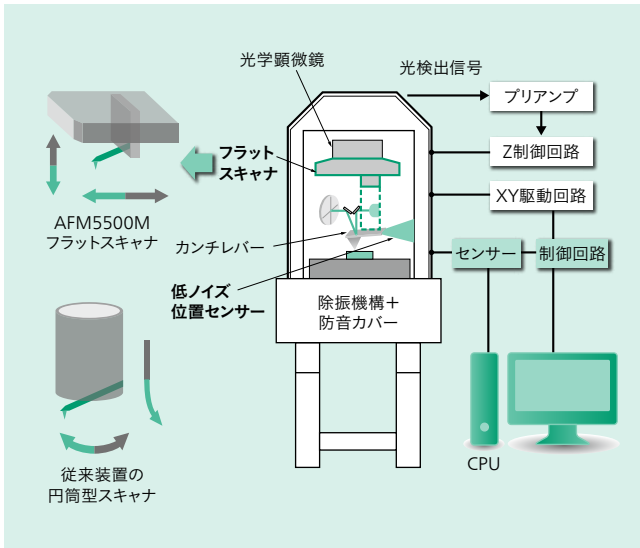 光学顕微鏡
光検出信号
プリアンプ
フラット
スキャナ
Z制御回路
XY駆動回路
AFM5500M
フラットスキャナ
カンチレバー
センサー
制御回路
低ノイズ
位置センサー
除振機構＋
防音カバー
CPU
従来装置の
円筒型スキャナ